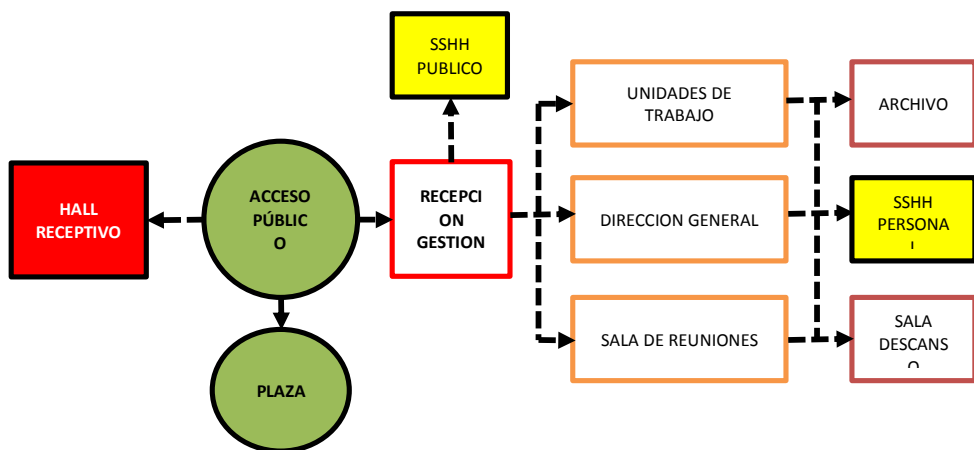 SSHH
PUBLICO
UNIDADES DE
TRABAJO
ARCHIVO
HALL
RECEPTIVO
ACCESO
PÚBLIC
O
RECEPCI
ON
GESTION
DIRECCION GENERAL
SSHH
PERSONAL
SALA DE REUNIONES
SALA
DESCANS
O
PLAZA